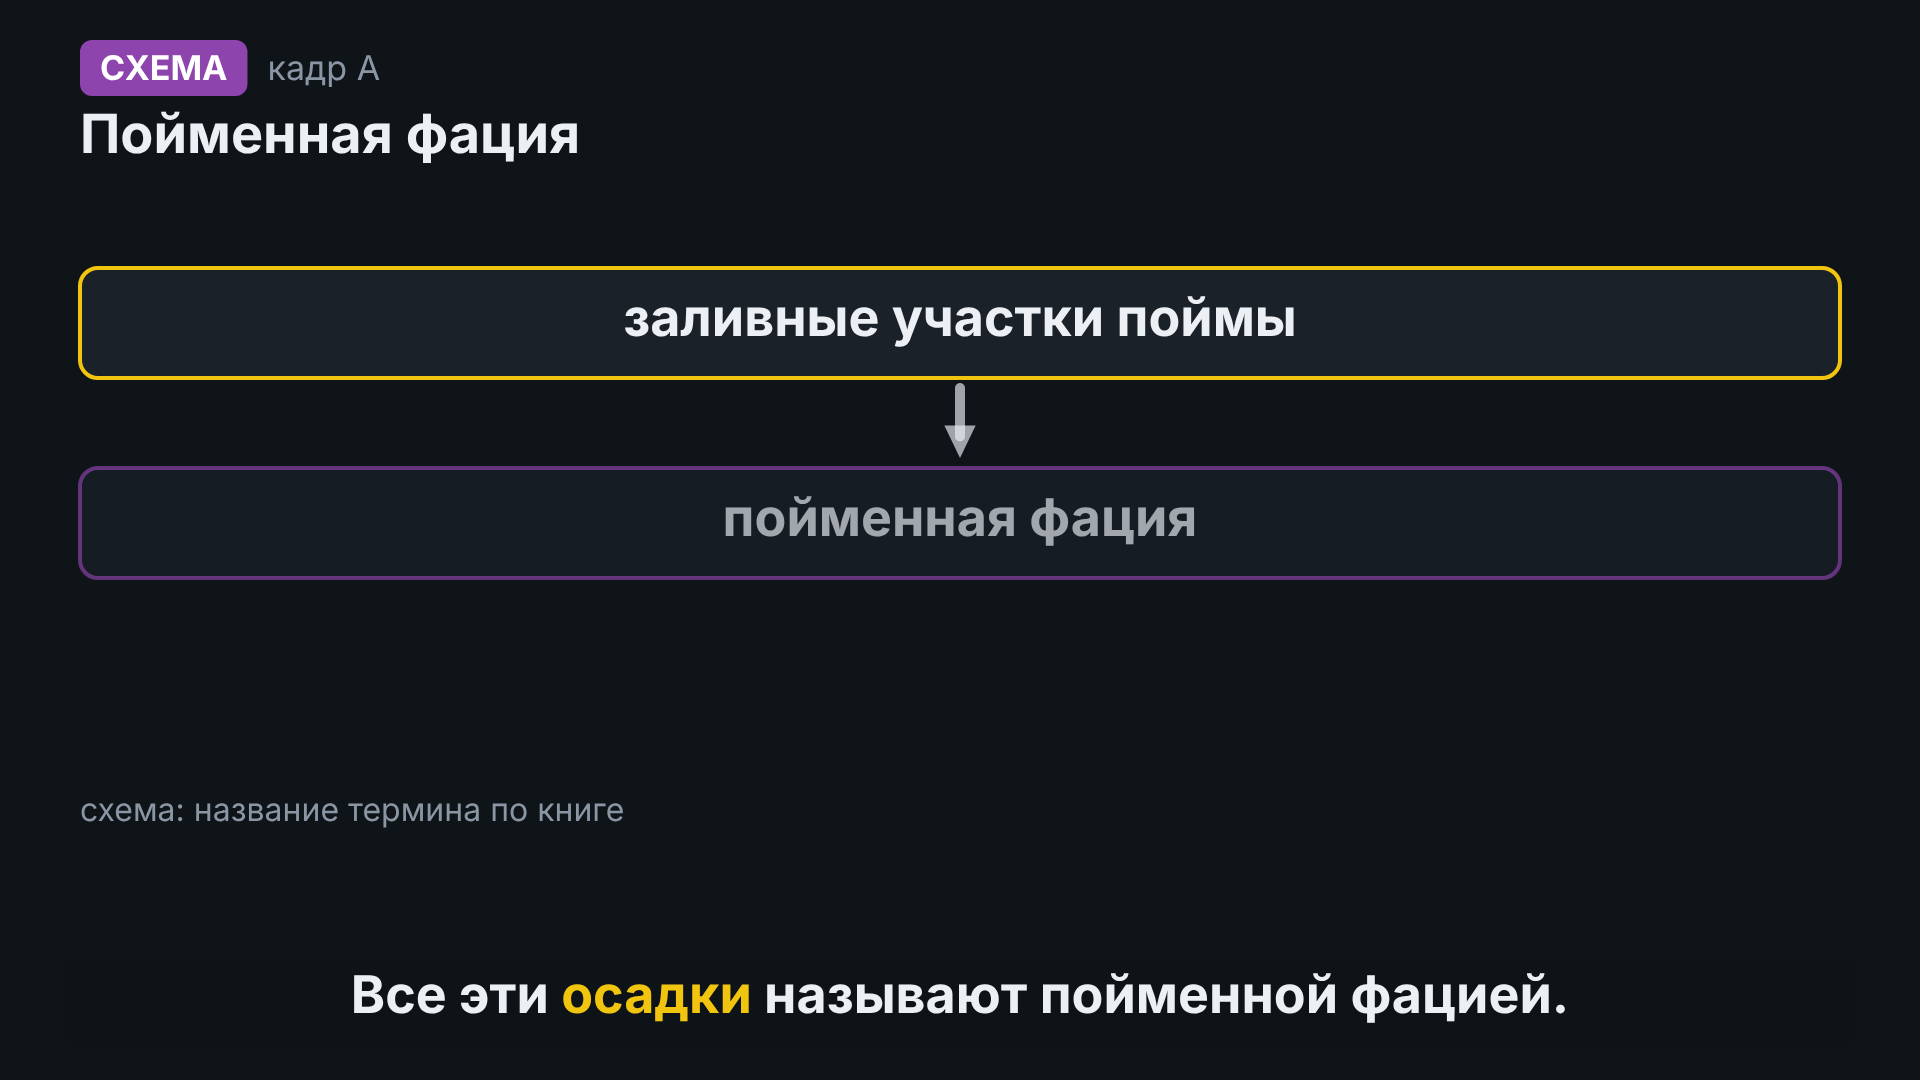 СХЕМА кадр А
Пойменная фация
заливные участки поймы
пойменная фация
схема: название термина по книге
Все эти осадки называют пойменной фацией.